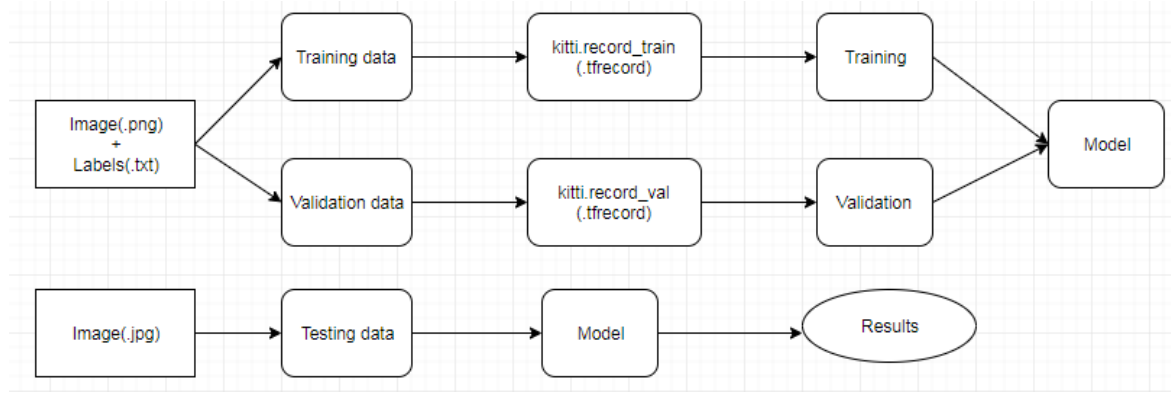 Training data
kitti.record_train
(.tfrecord)
Training
Image(.png)
+
Labels(.txt)
Model
Validation data
kitti.record_val
(.tfrecord)
Validation
Image(.jpg)
Testing data
Model
Results